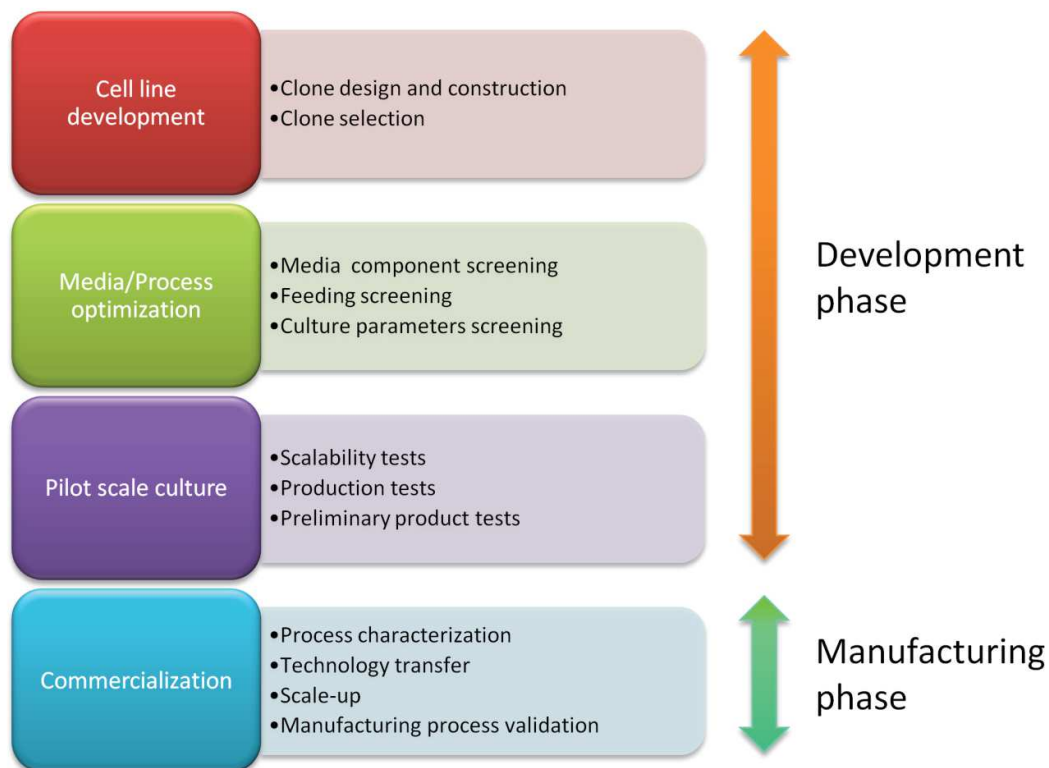 Cell line
development
•Clone design and construction
•Clone selection
Media/Process
optimization
•Media component screening
•Feeding screening
•Culture parameters screening
Pilot scale culture
•Scalability tests
•Production tests
•Preliminary product tests
Commercialization
•Process characterization
•Technology transfer
•Scale-up
•Manufacturing process validation
Development
phase
Manufacturing
phase